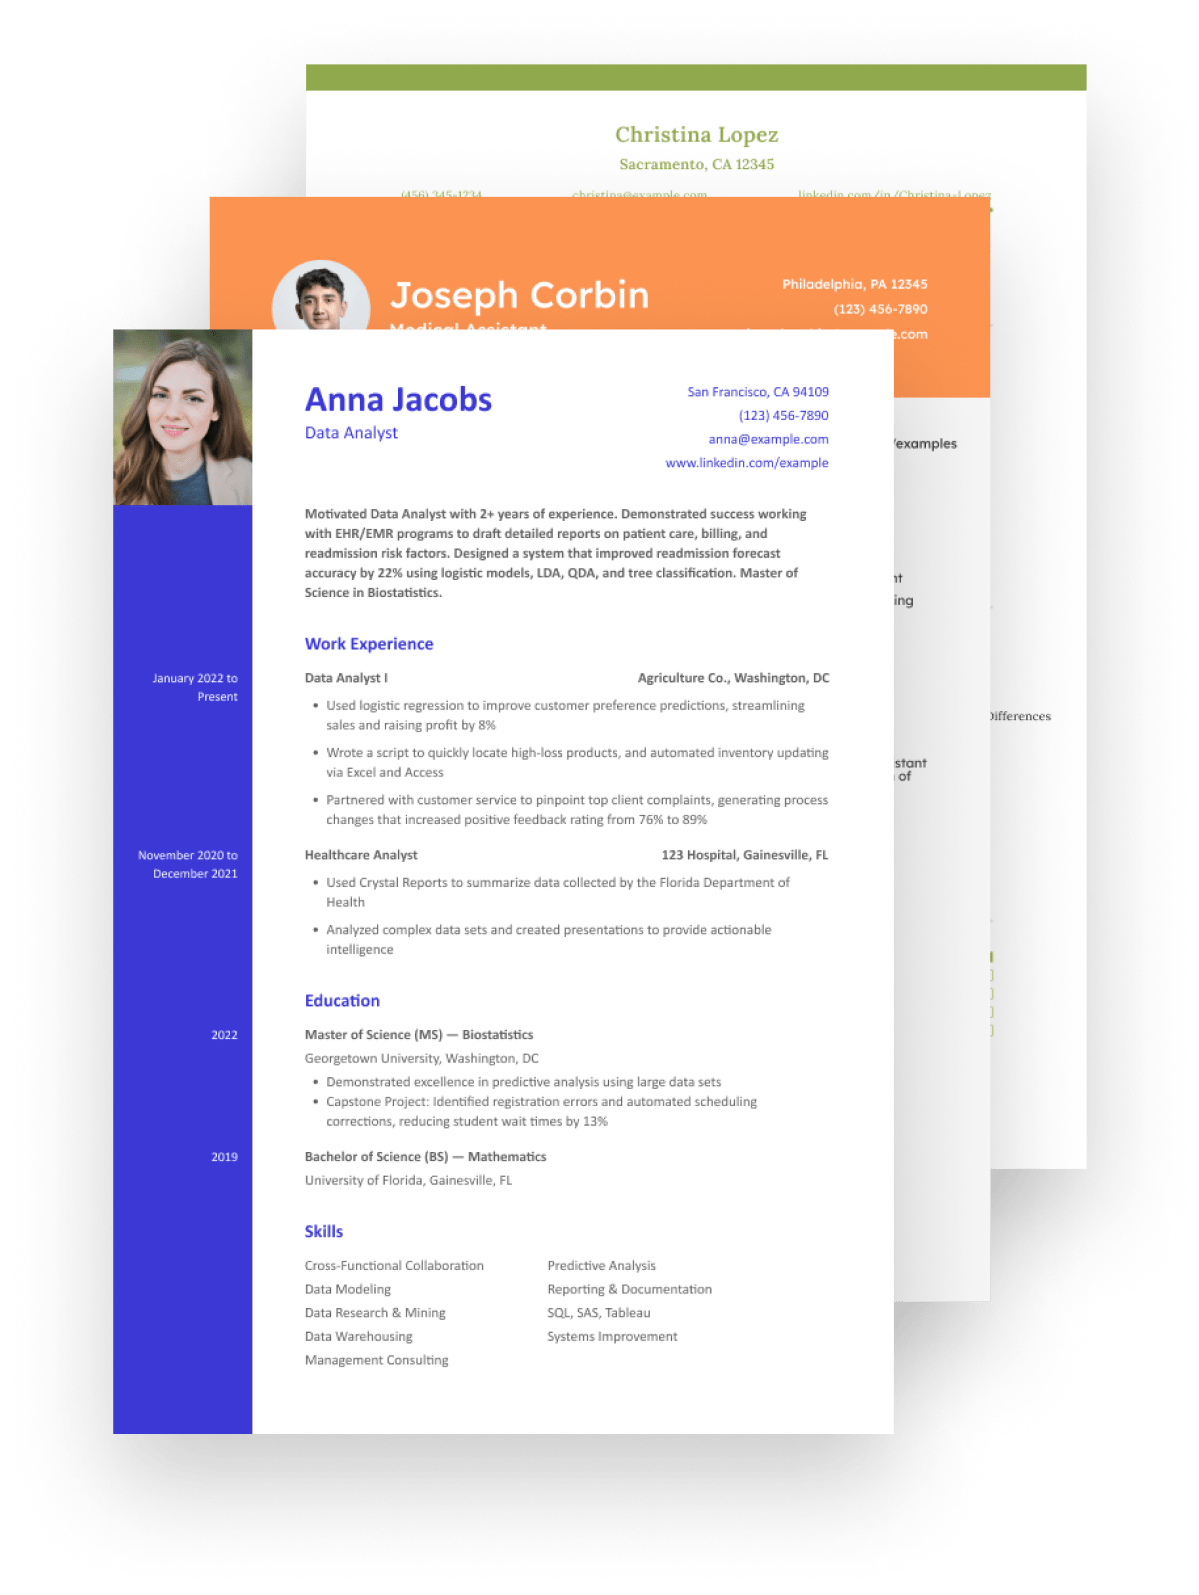 Christina Lopez
Sacramento, CA 12345
(456) 345-1234 christina@example.com linkedin.com/in/Christina-Lopez
Joseph Corbin
Medical Assistant
Philadelphia, PA 12345
(123) 456-7890
.com
/examples
Differences
Anna Jacobs
Data Analyst
San Francisco, CA 94109
(123) 456-7890
anna@example.com
www.linkedin.com/example
Motivated Data Analyst with 2+ years of experience. Demonstrated success working
with EHR/EMR programs to draft detailed reports on patient care, billing, and
readmission risk factors. Designed a system that improved readmission forecast
accuracy by 22% using logistic models, LDA, QDA, and tree classification. Master of
Science in Biostatistics.
Work Experience
January 2022 to
Present
Data Analyst I Agriculture Co., Washington, DC
• Used logistic regression to improve customer preference predictions, streamlining
sales and raising profit by 8%
• Wrote a script to quickly locate high-loss products, and automated inventory updating
via Excel and Access
• Partnered with customer service to pinpoint top client complaints, generating process
changes that increased positive feedback rating from 76% to 89%
November 2020 to
December 2021
Healthcare Analyst 123 Hospital, Gainesville, FL
• Used Crystal Reports to summarize data collected by the Florida Department of
Health
• Analyzed complex data sets and created presentations to provide actionable
intelligence
Education
2022
Master of Science (MS) — Biostatistics
Georgetown University, Washington, DC
• Demonstrated excellence in predictive analysis using large data sets
• Capstone Project: Identified registration errors and automated scheduling
corrections, reducing student wait times by 13%
2019
Bachelor of Science (BS) — Mathematics
University of Florida, Gainesville, FL
Skills
Cross-Functional Collaboration
Data Modeling
Data Research & Mining
Data Warehousing
Management Consulting
Predictive Analysis
Reporting & Documentation
SQL, SAS, Tableau
Systems Improvement